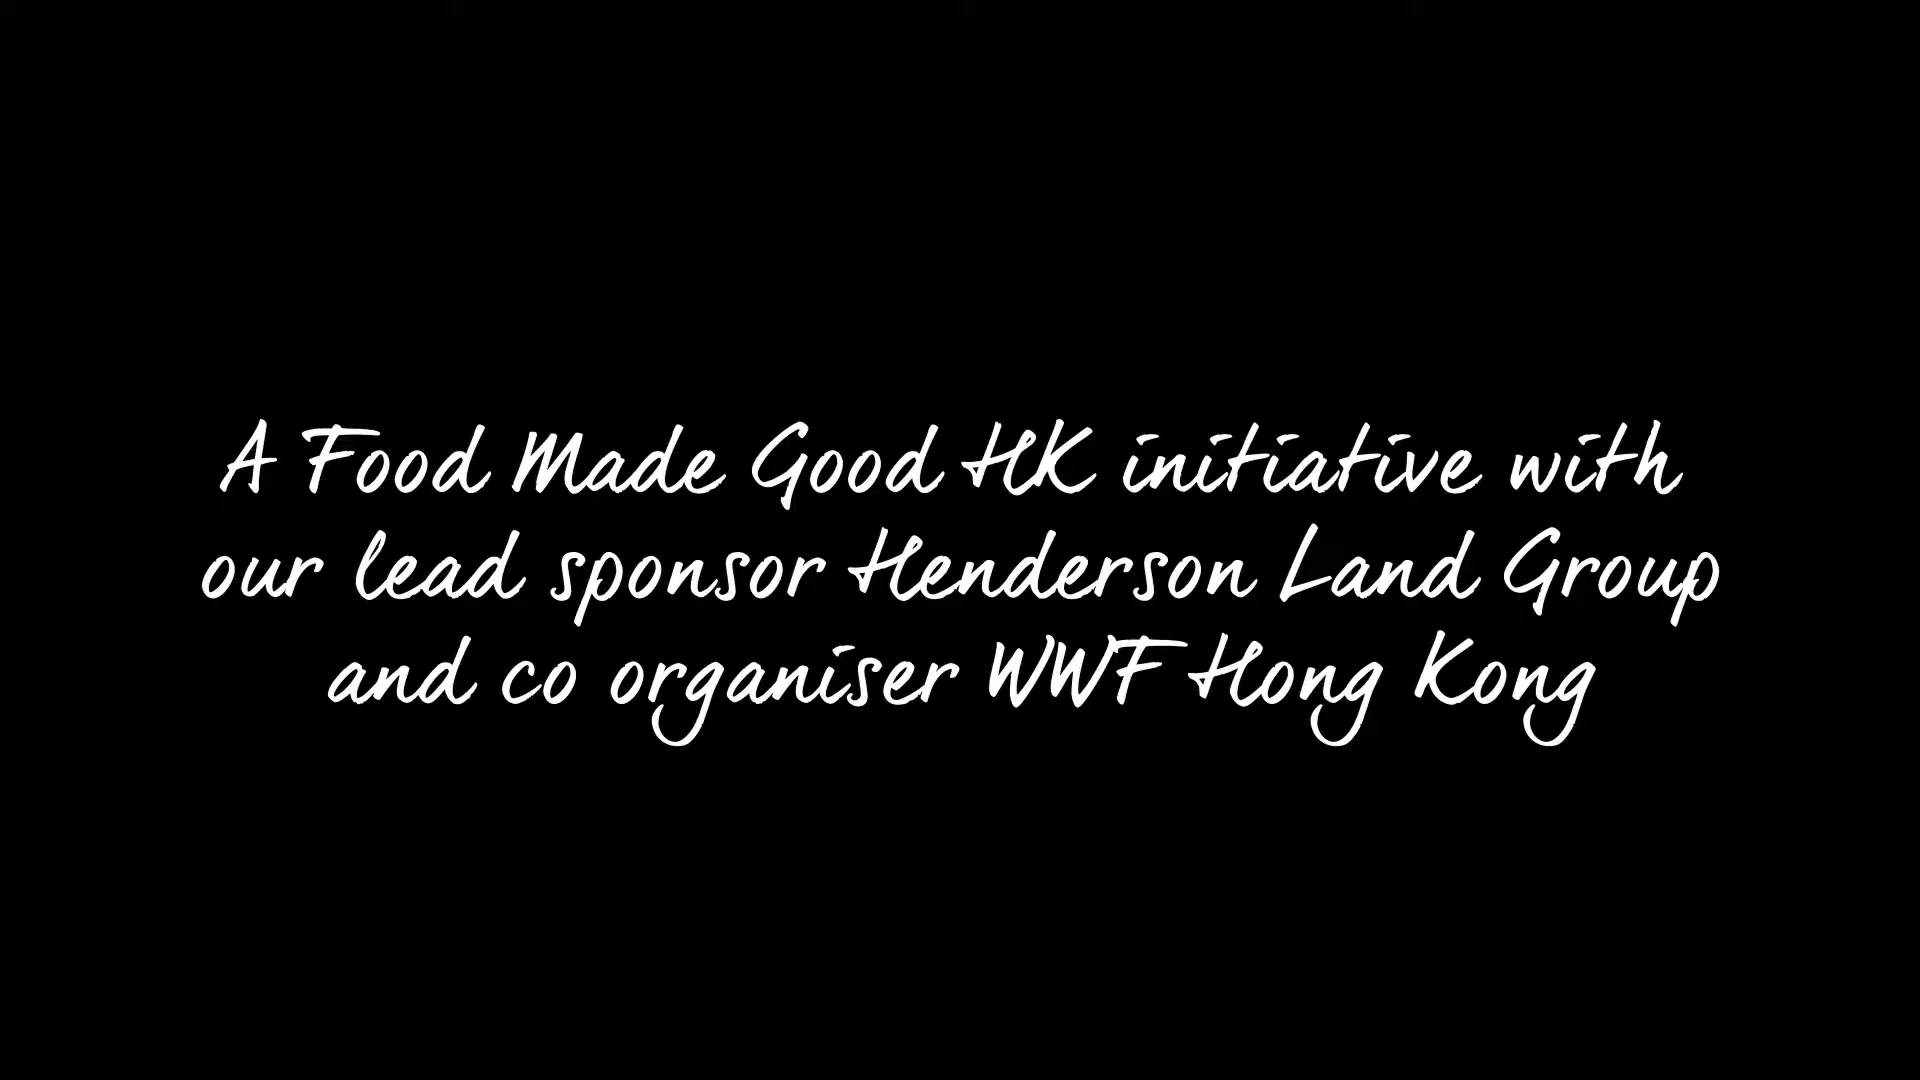 A Food Made Good HK initiative with
our lead sponsor Henderson Land Group
and co organiser WWF Hong Kong